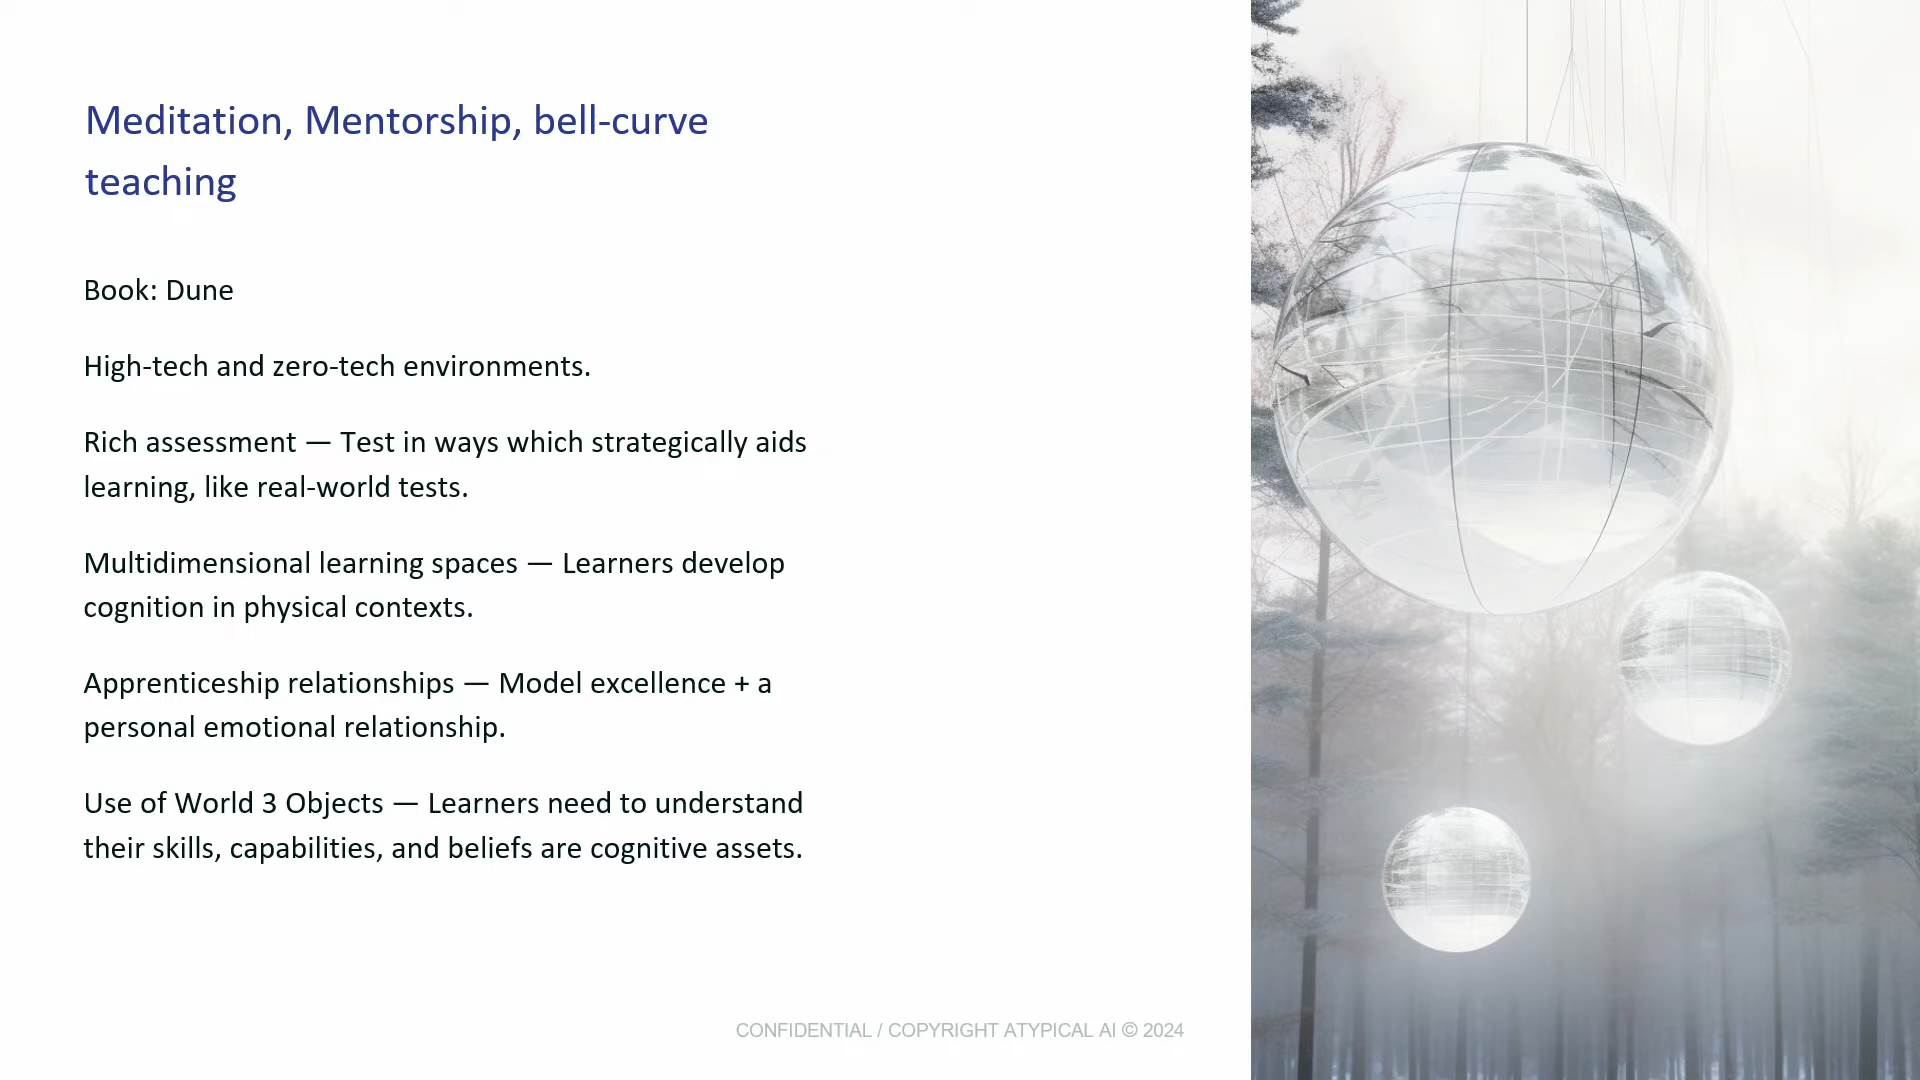 Meditation, Mentorship, bell-curve
teaching
Book: Dune
High-tech and zero-tech environments.
Rich assessment — Test in ways which strategically aids
learning, like real-world tests.
Multidimensional learning spaces — Learners develop
cognition in physical contexts.
Apprenticeship relationships — Model excellence + a
personal emotional relationship.
Use of World 3 Objects — Learners need to understand
their skills, capabilities, and beliefs are cognitive assets.
CONFIDENTIAL / COPYRIGHT ATYPICAL AI © 2024